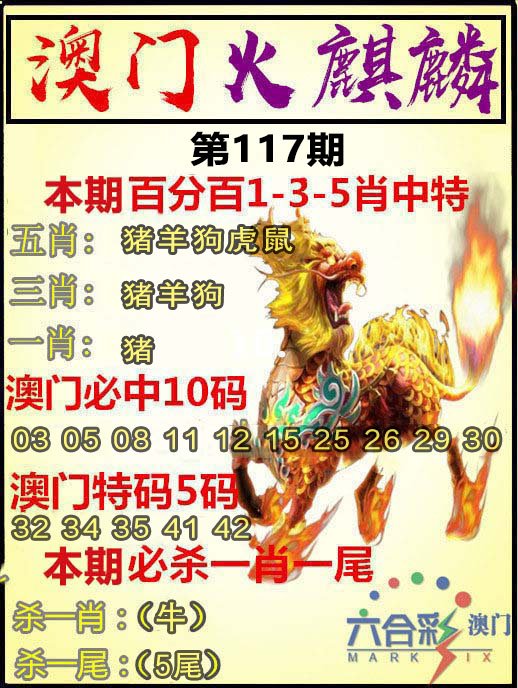 澳门火麒麟
第117期
本期百分百1-3-5肖中特
五肖：猪羊狗虎鼠
三肖：猪羊狗
一肖：猪
澳门必中10码
03 05 08 11 12 15 25 26 29 30
澳门特码5码
32 34 35 41 42
本期必杀一肖一尾
杀一肖：（牛）
杀一尾：（5尾）
六合彩澳门
MARK SIX